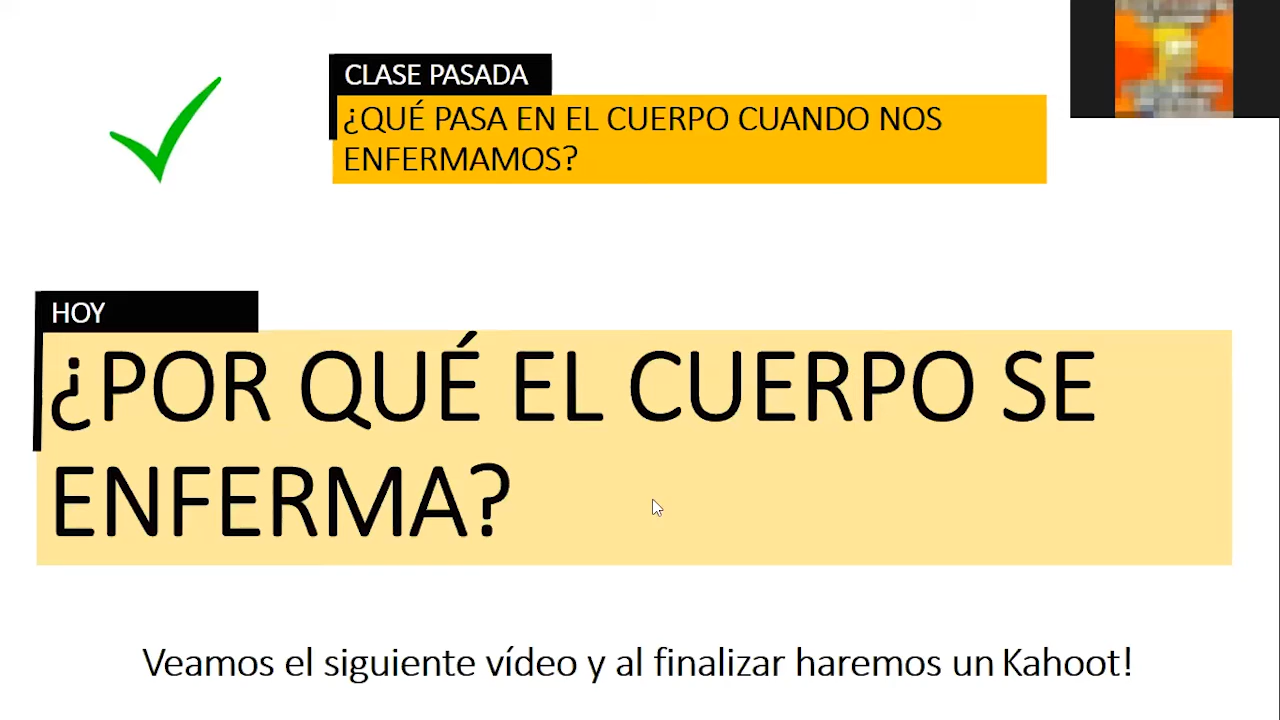 CLASE PASADA
¿QUÉ PASA EN EL CUERPO CUANDO NOS
ENFERMAMOS?
HOY
¿POR QUÉ EL CUERPO SE
ENFERMA?
Veamos el siguiente vídeo y al finalizar haremos un Kahoot!